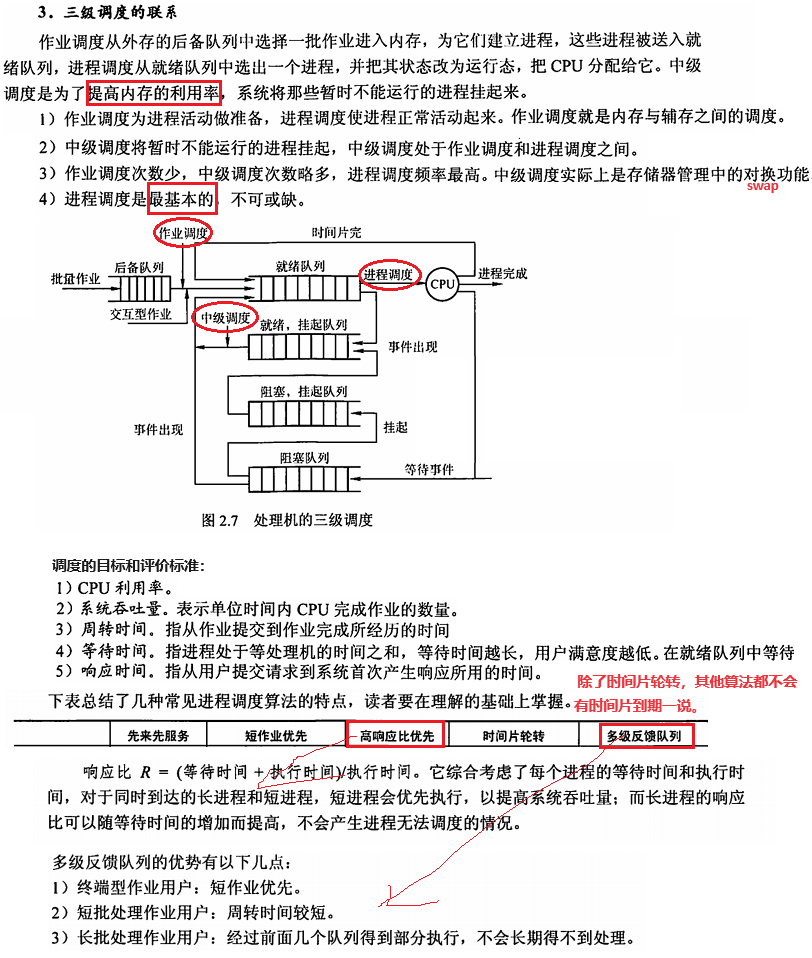 3．三级调度的联系
作业调度从外存的后备队列中选择一批作业进入内存，为它们建立进程，这些进程被送入就
绪队列，进程调度从就绪队列中选出一个进程，并把其状态改为运行态，把 CPU 分配给它。中级
调度是为了提高内存的利用率，系统将那些暂时不能运行的进程挂起来。
1）作业调度为进程活动做准备，进程调度使进程正常活动起来。作业调度就是内存与辅存之间的调度。
2）中级调度将暂时不能运行的进程挂起，中级调度处于作业调度和进程调度之间。
3）作业调度次数少，中级调度次数略多，进程调度频率最高。中级调度实际上是存储器管理中的对换功能
swap
4）进程调度是最基本的，不可或缺。
作业调度
时间片完
后备队列
就绪队列
进程调度
进程完成
批量作业
CPU
交互型作业
中级调度
就绪，挂起队列
事件出现
阻塞，挂起队列
事件出现
挂起
阻塞队列
等待事件
图 2.7 处理机的三级调度
调度的目标和评价标准：
1）CPU 利用率。
2）系统吞吐量。表示单位时间内 CPU 完成作业的数量。
3）周转时间。指从作业提交到作业完成所经历的时间
4）等待时间。指进程处于等处理机的时间之和，等待时间越长，用户满意度越低。在就绪队列中等待
5）响应时间。指从用户提交请求到系统首次产生响应所用的时间。
除了时间片轮转，其他算法都不会
有时间片到期一说。
下表总结了几种常见进程调度算法的特点，读者要在理解的基础上掌握。
先来先服务 短作业优先 高响应比优先 时间片轮转 多级反馈队列
响应比 R = (等待时间 + 执行时间)/执行时间。它综合考虑了每个进程的等待时间和执行时
间，对于同时到达的长进程和短进程，短进程会优先执行，以提高系统吞吐量；而长进程的响应
比可以随等待时间的增加而提高，不会产生进程无法调度的情况。
多级反馈队列的优势有以下几点：
1）终端型作业用户：短作业优先。
2）短批处理作业用户：周转时间较短。
3）长批处理作业用户：经过前面几个队列得到部分执行，不会长期得不到处理。